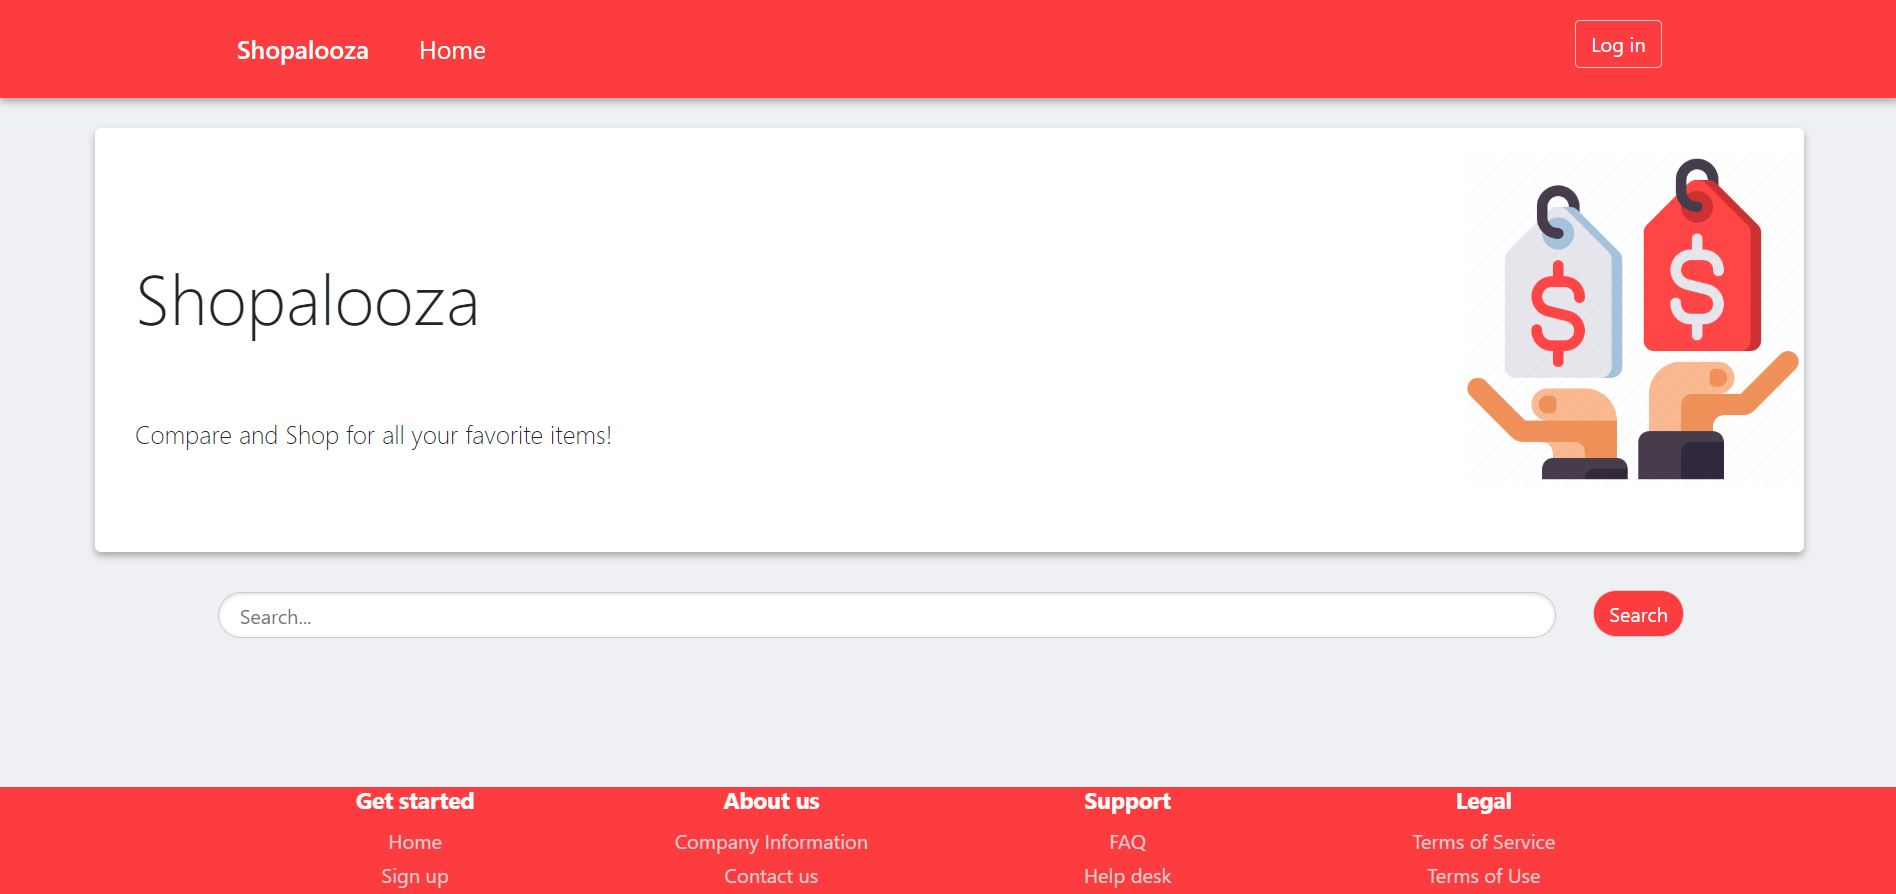 Shopalooza Home Log in
Shopalooza
Compare and Shop for all your favorite items!
$ $
Search... Search
Get started About us Support Legal
Home Company Information FAQ Terms of Service
Sign up Contact us Help desk Terms of Use